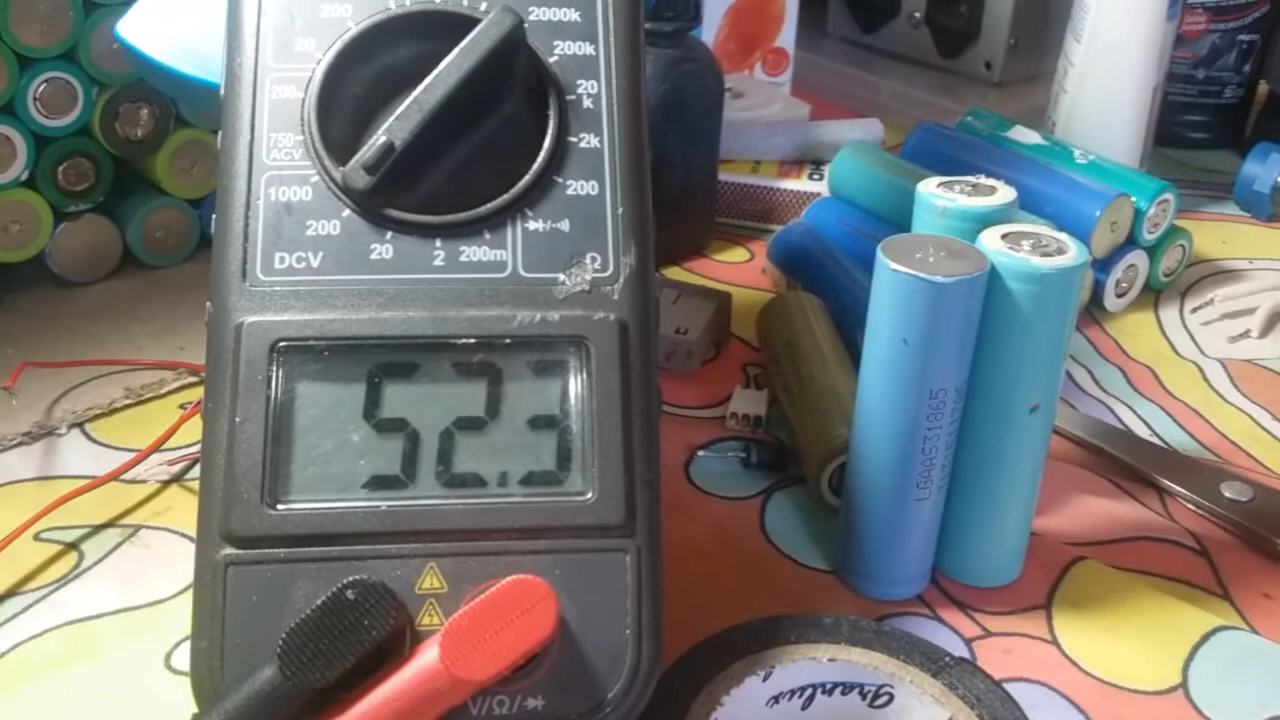 200
2000k
20
200k
200
20
k
750
ACV
2k
1000
200
200
DCV
20
2
200m
Ω
52.3
LGAAS31865
V/Ω/
Granlux